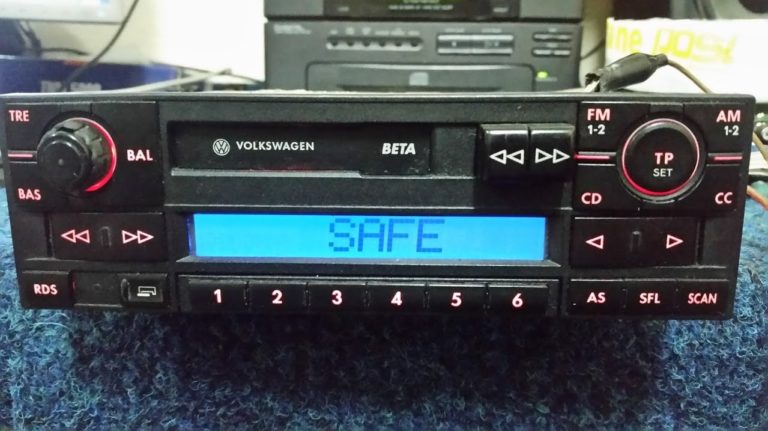 TRE
BAL
BAS
VOLKSWAGEN
BETA
FM
1·2
AM
1·2
TP
SET
CD
CC
SAFE
RDS
1
2
3
4
5
6
AS
SFL
SCAN